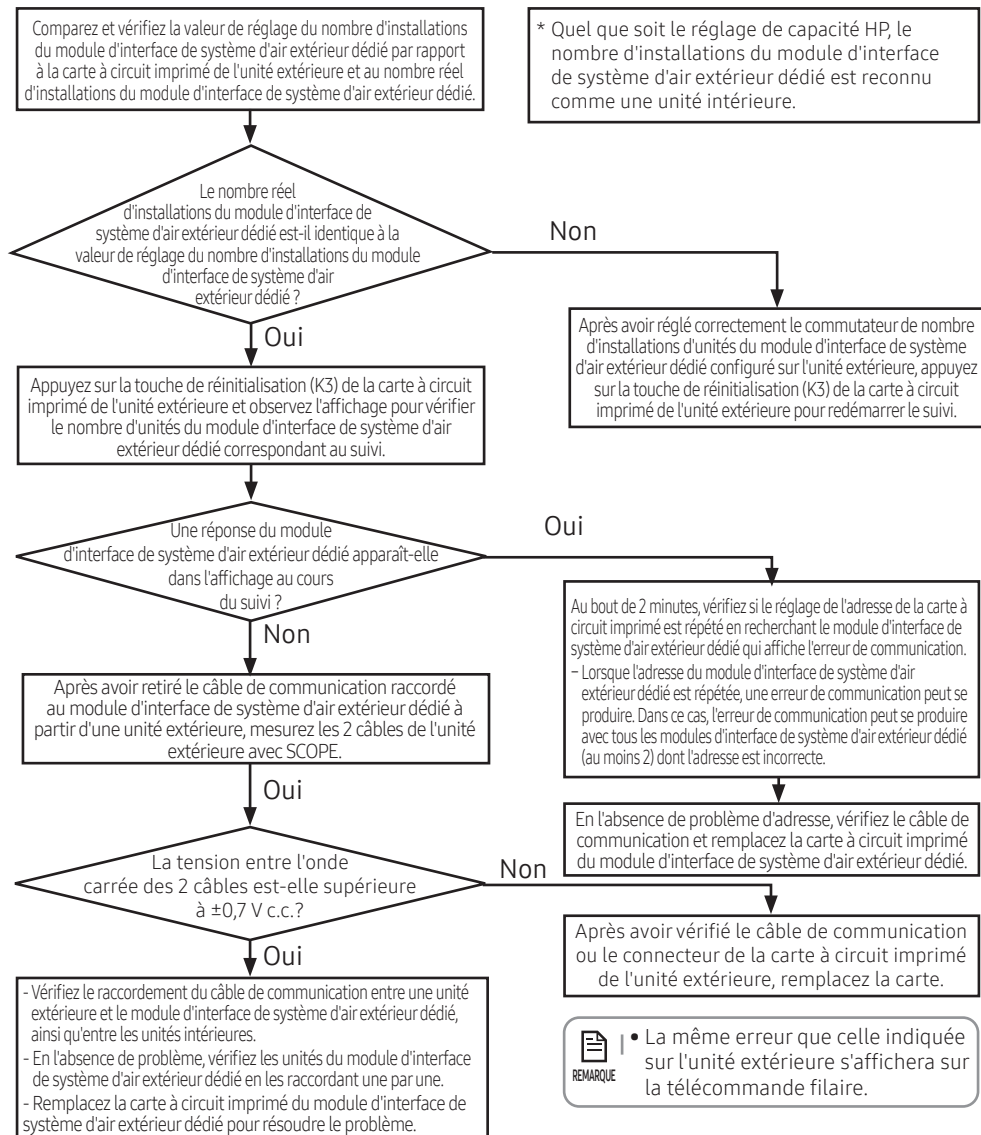 Comparez et vérifiez la valeur de réglage du nombre d'installations
du module d'interface de système d'air extérieur dédié par rapport
à la carte à circuit imprimé de l'unité extérieure et au nombre réel
d'installations du module d'interface de système d'air extérieur dédié.
* Quel que soit le réglage de capacité HP, le
nombre d'installations du module d'interface
de système d'air extérieur dédié est reconnu
comme une unité intérieure.
Le nombre réel
d'installations du module d'interface de
système d'air extérieur dédié est-il identique à la
valeur de réglage du nombre d'installations du module
d'interface de système d'air
extérieur dédié ?
Non
Après avoir réglé correctement le commutateur de nombre
d'installations d'unités du module d'interface de système
d'air extérieur dédié configuré sur l'unité extérieure, appuyez
sur la touche de réinitialisation (K3) de la carte à circuit
imprimé de l'unité extérieure pour redémarrer le suivi.
Oui
Appuyez sur la touche de réinitialisation (K3) de la carte à circuit
imprimé de l'unité extérieure et observez l'affichage pour vérifier
le nombre d'unités du module d'interface de système d'air
extérieur dédié correspondant au suivi.
Une réponse du module
d'interface de système d'air extérieur dédié apparaît-elle
dans l'affichage au cours
du suivi ?
Oui
Au bout de 2 minutes, vérifiez si le réglage de l'adresse de la carte à
circuit imprimé est répété en recherchant le module d'interface de
système d'air extérieur dédié qui affiche l'erreur de communication.
– Lorsque l'adresse du module d'interface de système d'air
extérieur dédié est répétée, une erreur de communication peut se
produire. Dans ce cas, l'erreur de communication peut se produire
avec tous les modules d'interface de système d'air extérieur dédié
(au moins 2) dont l'adresse est incorrecte.
En l'absence de problème d'adresse, vérifiez le câble de
communication et remplacez la carte à circuit imprimé
du module d'interface de système d'air extérieur dédié.
Non
Après avoir retiré le câble de communication raccordé
au module d'interface de système d'air extérieur dédié à
partir d'une unité extérieure, mesurez les 2 câbles de l'unité
extérieure avec SCOPE.
Oui
La tension entre l'onde
carrée des 2 câbles est-elle supérieure
à ±0,7 V c.c.?
Non
Après avoir vérifié le câble de communication
ou le connecteur de la carte à circuit imprimé
de l'unité extérieure, remplacez la carte.
Oui
- Vérifiez le raccordement du câble de communication entre une unité
extérieure et le module d'interface de système d'air extérieur dédié,
ainsi qu'entre les unités intérieures.
- En l'absence de problème, vérifiez les unités du module d'interface
de système d'air extérieur dédié en les raccordant une par une.
- Remplacez la carte à circuit imprimé du module d'interface de
système d'air extérieur dédié pour résoudre le problème.
REMARQUE
• La même erreur que celle indiquée
sur l'unité extérieure s'affichera sur
la télécommande filaire.